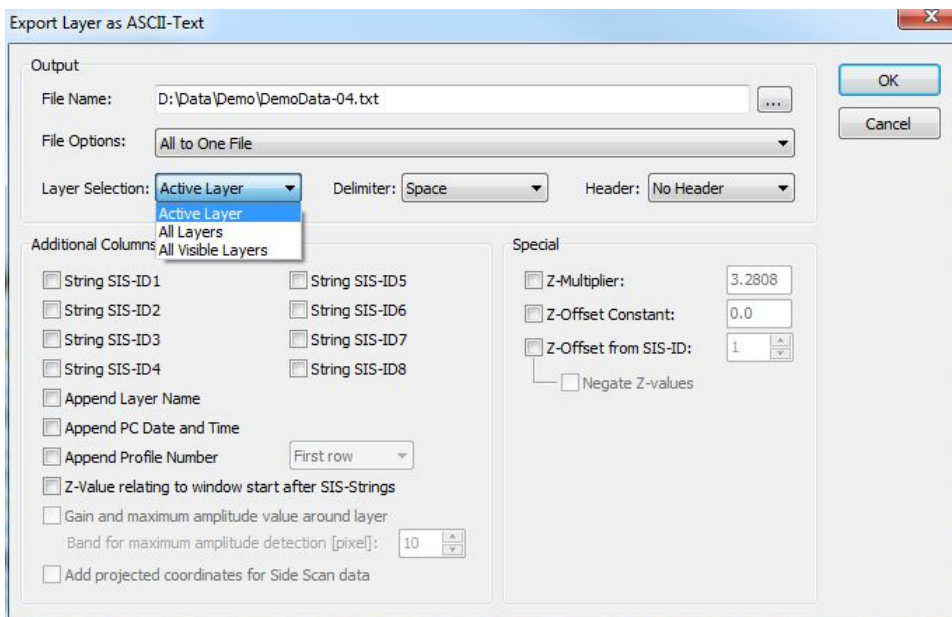 Export Layer as ASCII-Text
Output
File Name: D:\Data\Demo\DemoData-04.txt ...
File Options: All to One File
Layer Selection: Active Layer Delimiter: Space Header: No Header
Active Layer
All Layers
All Visible Layers
OK
Cancel
Additional Columns
String SIS-ID1 String SIS-ID5
String SIS-ID2 String SIS-ID6
String SIS-ID3 String SIS-ID7
String SIS-ID4 String SIS-ID8
Append Layer Name
Append PC Date and Time
Append Profile Number First row
Z-Value relating to window start after SIS-Strings
Gain and maximum amplitude value around layer
Band for maximum amplitude detection [pixel]: 10
Add projected coordinates for Side Scan data
Special
Z-Multiplier: 3.2808
Z-Offset Constant: 0.0
Z-Offset from SIS-ID: 1
Negate Z-values